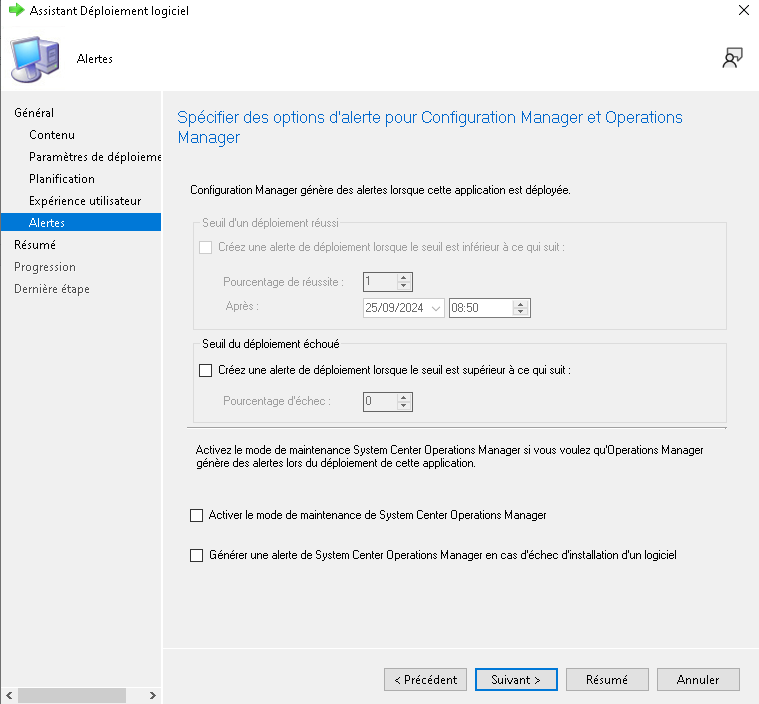 Assistant Déploiement logiciel
Alertes
Général
Contenu
Paramètres de déploieme
Planification
Expérience utilisateur
Alertes
Résumé
Progression
Dernière étape
Spécifier des options d'alerte pour Configuration Manager et Operations
Manager
Configuration Manager génère des alertes lorsque cette application est déployée.
Seuil d'un déploiement réussi
Créez une alerte de déploiement lorsque le seuil est inférieur à ce qui suit :
Pourcentage de réussite : 1
Après : 25/09/2024 08:50
Seuil du déploiement échoué
Créez une alerte de déploiement lorsque le seuil est supérieur à ce qui suit :
Pourcentage d'échec : 0
Activez le mode de maintenance System Center Operations Manager si vous voulez qu'Operations Manager
génère des alertes lors du déploiement de cette application.
Activer le mode de maintenance de System Center Operations Manager
Générer une alerte de System Center Operations Manager en cas d'échec d'installation d'un logiciel
< Précédent Suivant > Résumé Annuler